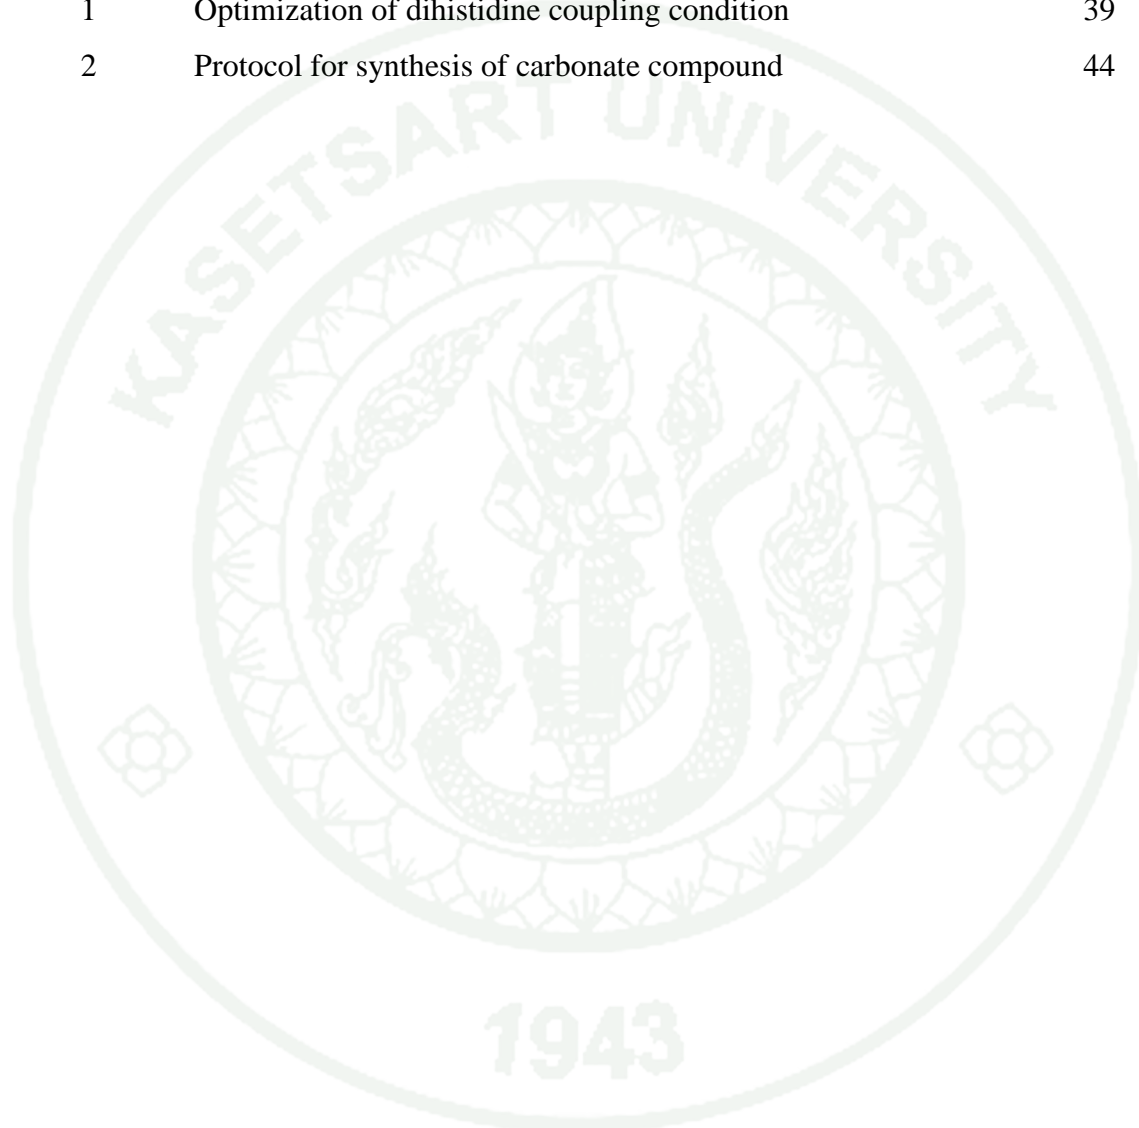 1 Optimization of dihistidine coupling condition 39
2 Protocol for synthesis of carbonate compound 44
KASETSART UNIVERSITY
1943